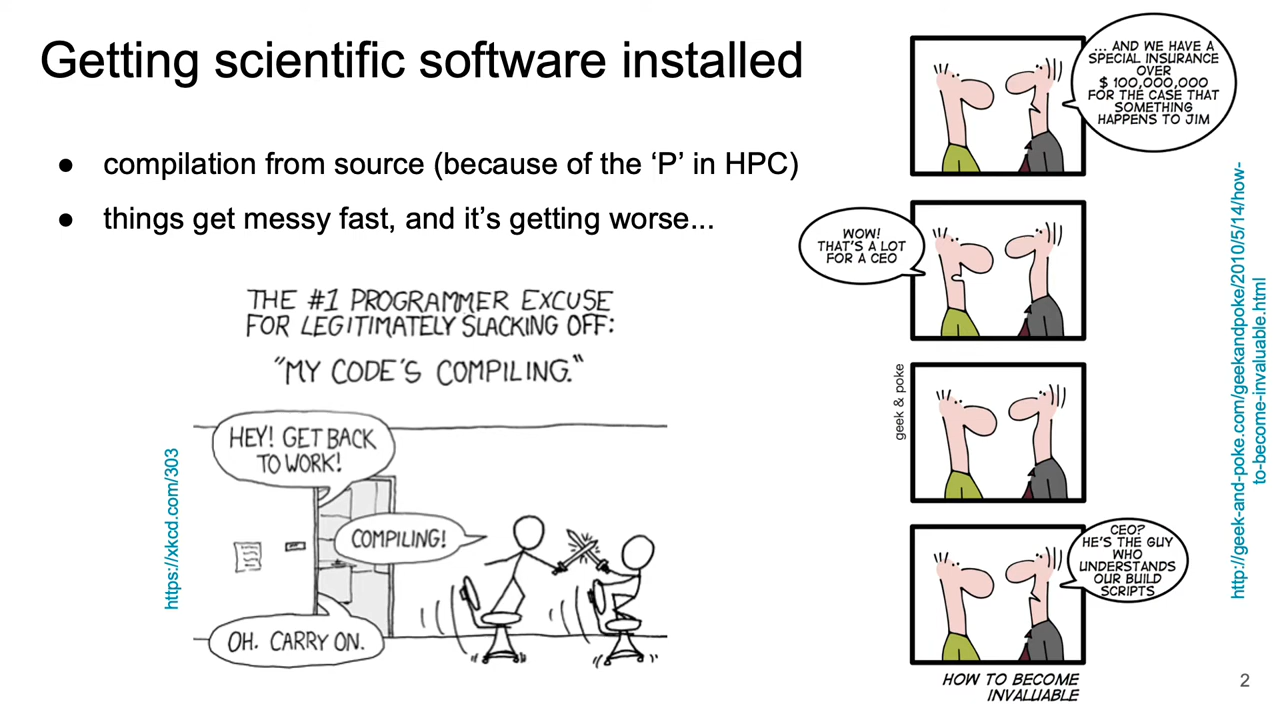 Getting scientific software installed
● compilation from source (because of the ‘P’ in HPC)
● things get messy fast, and it’s getting worse...
THE #1 PROGRAMMER EXCUSE
FOR LEGITIMATELY SLACKING OFF:
"MY CODE'S COMPILING."
HEY! GET BACK
TO WORK!
COMPILING!
OH. CARRY ON.
https://xkcd.com/303
... AND WE HAVE A
SPECIAL INSURANCE
OVER
$ 100,000,000
FOR THE CASE THAT
SOMETHING
HAPPENS TO JIM
WOW!
THAT'S A LOT
FOR A CEO
geek & poke
CEO?
HE'S THE GUY
WHO
UNDERSTANDS
OUR BUILD
SCRIPTS
HOW TO BECOME
INVALUABLE
http://geek-and-poke.com/geekandpoke/2010/5/14/how-
to-become-invaluable.html
2